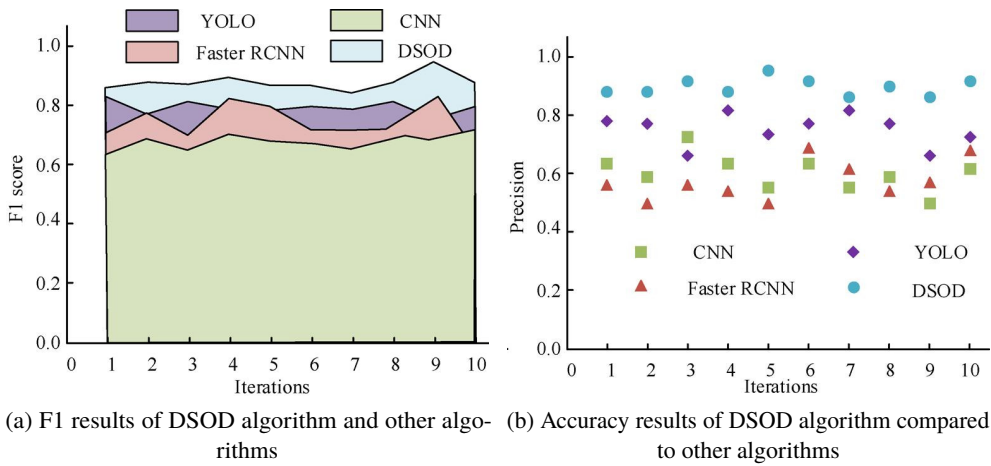 YOLO
CNN
Faster RCNN
DSOD
1.0
0.8
0.6
0.4
0.2
0.0
F1 score
0 1 2 3 4 5 6 7 8 9 10
Iterations
(a) F1 results of DSOD algorithm and other algo-
rithms
1.0
0.8
0.6
0.4
0.2
0.0
Precision
CNN
YOLO
Faster RCNN
DSOD
0 1 2 3 4 5 6 7 8 9 10
Iterations
(b) Accuracy results of DSOD algorithm compared
to other algorithms